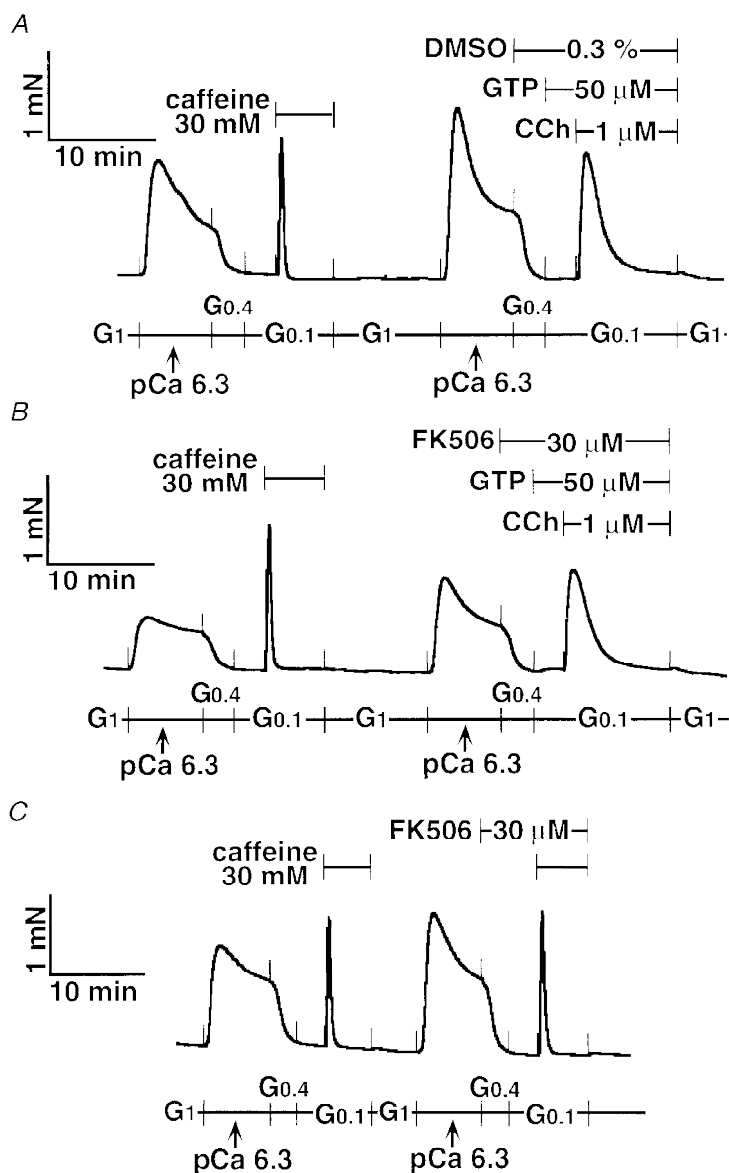 A
DMSO 0.3 %
caffeine GTP 50 μM
30 mM CCh 1 μM
1 mN
10 min
G0.4 G0.4
G1 G0.1 G1 G0.1 G1
pCa 6.3 pCa 6.3
B
FK506 30 μM
caffeine GTP 50 μM
30 mM CCh 1 μM
1 mN
10 min
G0.4 G0.4
G1 G0.1 G1 G0.1 G1
pCa 6.3 pCa 6.3
C
FK506 30 μM
caffeine
30 mM
1 mN
10 min
G0.4 G0.4
G1 G0.1 G1 G0.1
pCa 6.3 pCa 6.3